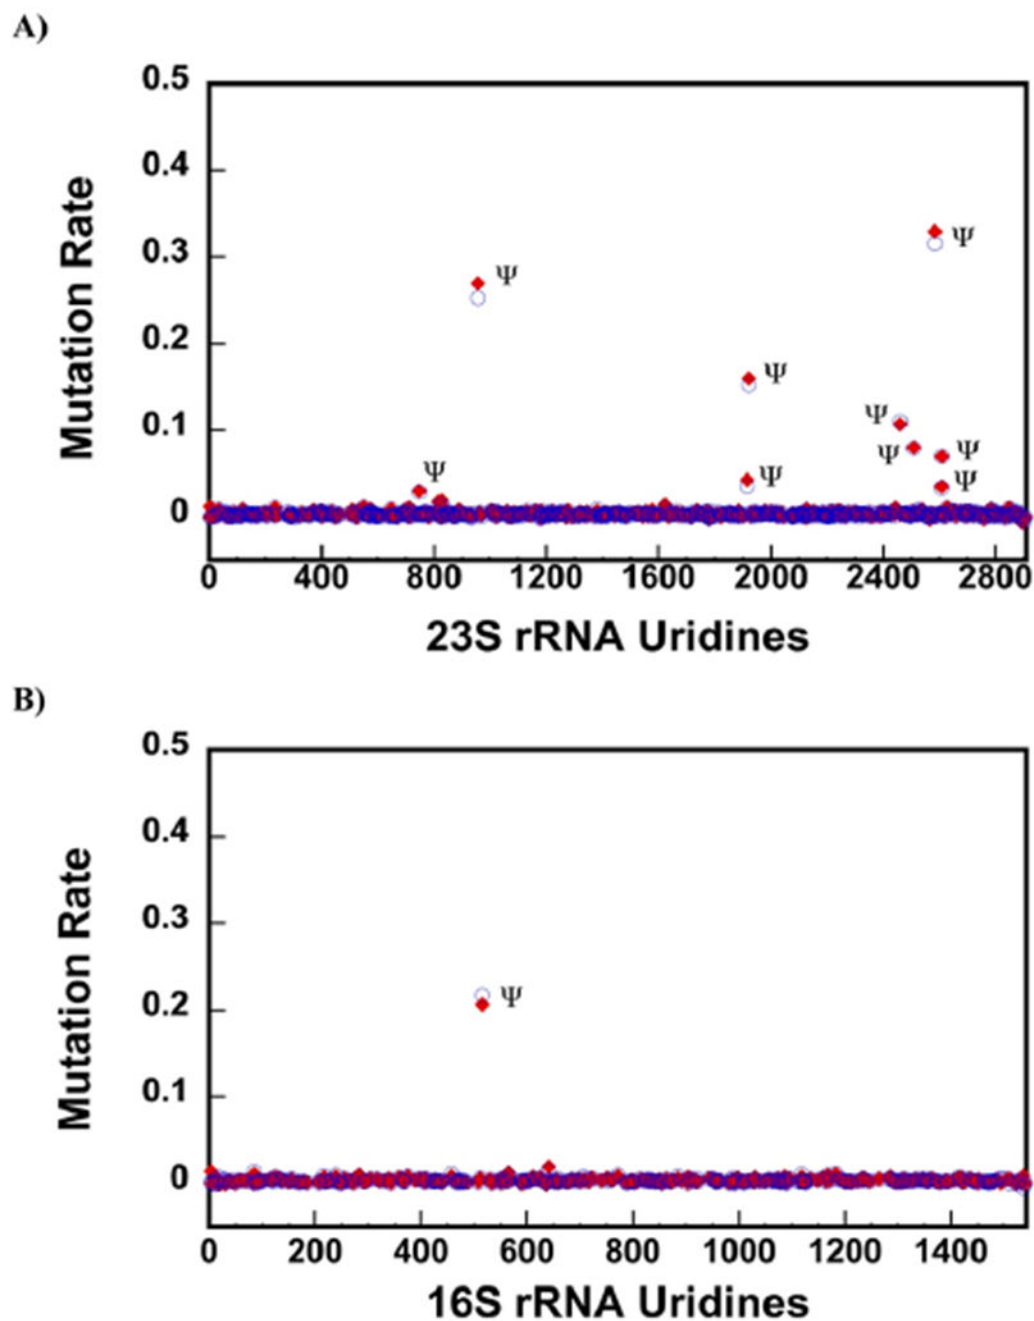 A)
0.5
0.4
0.3
0.2
0.1
0
Mutation Rate
Ψ
Ψ
Ψ
Ψ
Ψ
Ψ
Ψ
Ψ
Ψ
0 400 800 1200 1600 2000 2400 2800
23S rRNA Uridines
B)
0.5
0.4
0.3
0.2
0.1
0
Mutation Rate
Ψ
0 200 400 600 800 1000 1200 1400
16S rRNA Uridines